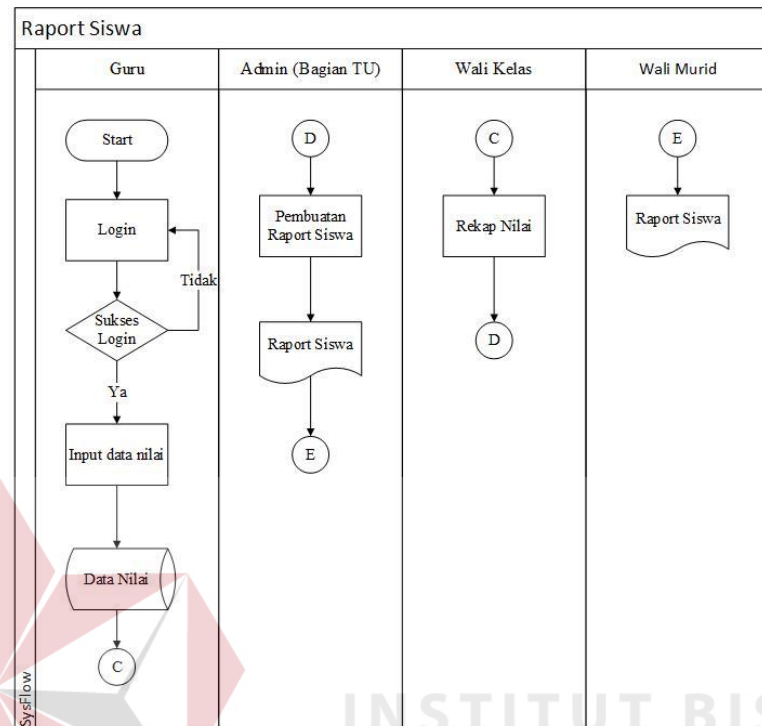 Raport Siswa
Guru
Admin (Bagian TU)
Wali Kelas
Wali Murid
Start
Login
Tidak
Sukses
Login
Ya
Input data nilai
Data Nilai
C
D
Pembuatan
Raport Siswa
Raport Siswa
E
C
Rekap Nilai
D
E
Raport Siswa
SysFlow
INSTITUT BIS